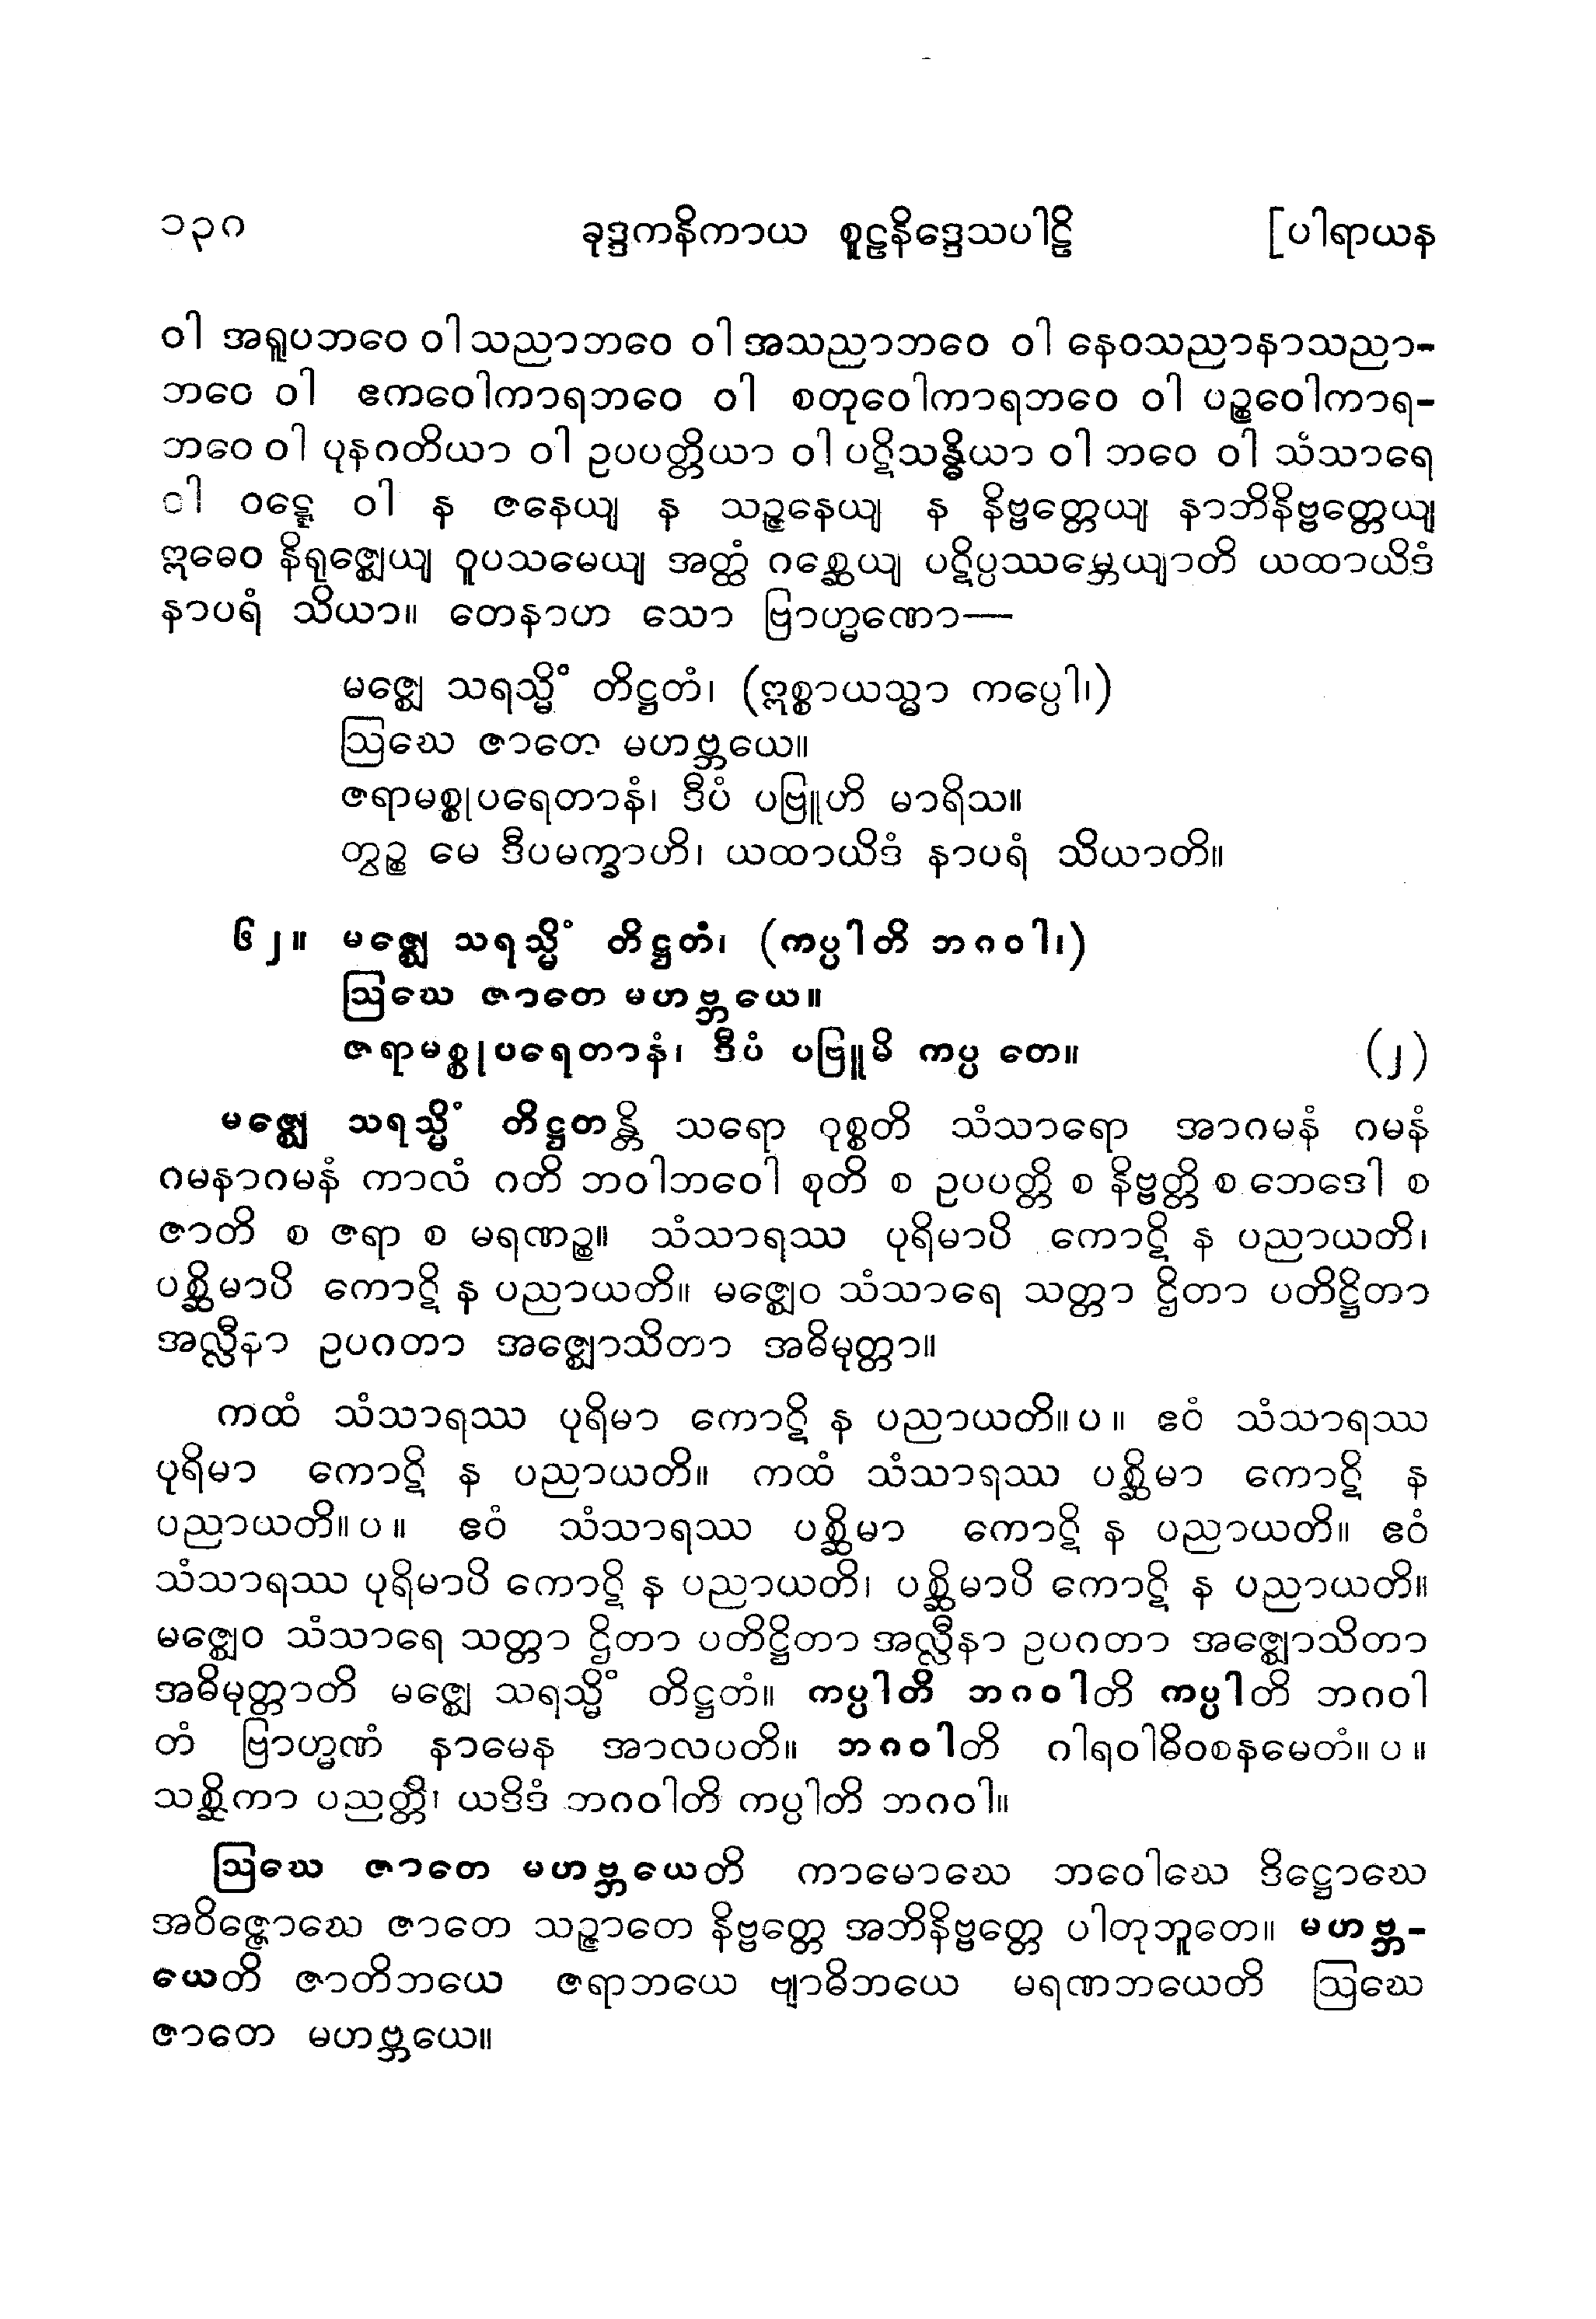 ၁၃၈ ခုဒ္ဒကနိကာယ စူဠနိဒ္ဒေသပါဠိ [ပါရာယန
ဝါ အရူပဘဝေ ဝါ သညာဘဝေ ဝါ အသညာဘဝေ ဝါ နေဝသညာနာသညာ-
ဘဝေ ဝါ ဧကဝေါကာရဘဝေ ဝါ စတုဝေါကာရဘဝေ ဝါ ပဉ္စဝေါကာရ-
ဘဝေ ဝါ ပုနဂတိယာ ဝါ ဥပပတ္တိယာ ဝါ ပဋိသန္ဓိယာ ဝါ ဘဝေ ဝါ သံသာရေ
ဝါ ဝဋ္ဋေ ဝါ န ဇနေယျ န သဉ္ဇနေယျ န နိဗ္ဗတ္တေယျ နာဘိနိဗ္ဗတ္တေယျ
ဣဓေဝ နိရုဇ္ဈေယျ ဝူပသမေယျ အတ္ထံ ဂစ္ဆေယျ ပဋိပ္ပဿမ္ဘေယျာတိ ယထာယိဒံ
နာပရံ သိယာ။ တေနာဟ သော ဗြာဟ္မဏော—
မဇ္ဈေ သရသ္မိံ တိဋ္ဌတံ၊ (ဣစ္စာယသ္မာ ကပ္ပေါ၊)
ဩဃေ ဇာတေ မဟဗ္ဘယေ။
ဇရာမစ္စုပရေတာနံ၊ ဒီပံ ပဗြူဟိ မာရိသ။
တွဉ္စ မေ ဒီပမက္ခာဟိ၊ ယထာယိဒံ နာပရံ သိယာတိ။
၆၂။ မဇ္ဈေ သရသ္မိံ တိဋ္ဌတံ၊ (ကပ္ပါတိ ဘဂဝါ၊)
ဩဃေ ဇာတေ မဟဗ္ဘယေ။
ဇရာမစ္စုပရေတာနံ၊ ဒီပံ ပဗြူမိ ကပ္ပ တေ။ (၂)
မဇ္ဈေ သရသ္မိံ တိဋ္ဌတန္တိ သရော ဝုစ္စတိ သံသာရော အာဂမနံ ဂမနံ
ဂမနာဂမနံ ကာလံ ဂတိ ဘဝါဘဝေါ စုတိ စ ဥပပတ္တိ စ နိဗ္ဗတ္တိ စ ဘေဒေါ စ
ဇာတိ စ ဇရာ စ မရဏဉ္စ။ သံသာရဿ ပုရိမာပိ ကောဋိ န ပညာယတိ၊
ပစ္ဆိမာပိ ကောဋိ န ပညာယတိ။ မဇ္ဈေဝ သံသာရေ သတ္တာ ဌိတာ ပတိဋ္ဌိတာ
အလ္လီနာ ဥပဂတာ အဇ္ဈောသိတာ အဓိမုတ္တာ။
ကထံ သံသာရဿ ပုရိမာ ကောဋိ န ပညာယတိ။ပ။ ဧဝံ သံသာရဿ
ပုရိမာ ကောဋိ န ပညာယတိ။ ကထံ သံသာရဿ ပစ္ဆိမာ ကောဋိ န
ပညာယတိ။ပ။ ဧဝံ သံသာရဿ ပစ္ဆိမာ ကောဋိ န ပညာယတိ။ ဧဝံ
သံသာရဿ ပုရိမာပိ ကောဋိ န ပညာယတိ၊ ပစ္ဆိမာပိ ကောဋိ န ပညာယတိ။
မဇ္ဈေဝ သံသာရေ သတ္တာ ဌိတာ ပတိဋ္ဌိတာ အလ္လီနာ ဥပဂတာ အဇ္ဈောသိတာ
အဓိမုတ္တာတိ မဇ္ဈေ သရသ္မိံ တိဋ္ဌတံ။ ကပ္ပါတိ ဘဂဝါတိ ကပ္ပါတိ ဘဂဝါ
တံ ဗြာဟ္မဏံ နာမေန အာလပတိ။ ဘဂဝါတိ ဂါရဝါဓိဝစနမေတံ။ပ။
သစ္ဆိကာ ပညတ္တိ၊ ယဒိဒံ ဘဂဝါတိ ကပ္ပါတိ ဘဂဝါ။
ဩဃေ ဇာတေ မဟဗ္ဘယေတိ ကာမောဃေ ဘဝေါဃေ ဒိဋ္ဌောဃေ
အဝိဇ္ဇောဃေ ဇာတေ သဉ္ဇာတေ နိဗ္ဗတ္တေ အဘိနိဗ္ဗတ္တေ ပါတုဘူတေ။ မဟဗ္ဘ-
ယေတိ ဇာတိဘယေ ဇရာဘယေ ဗျာဓိဘယေ မရဏဘယေတိ ဩဃေ
ဇာတေ မဟဗ္ဘယေ။